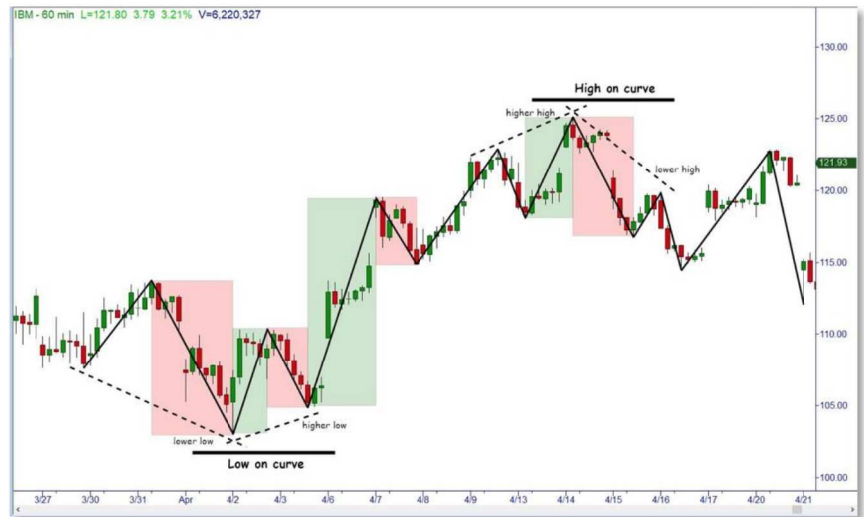 IBM - 60 min L=121.80 3.79 3.21% V=6,220,327
130.00
High on curve
higher high
125.00
lower high
121.93
120.00
115.00
110.00
105.00
higher low
lower low
Low on curve
100.00
3/27 3/30 3/31 Apr 4/2 4/3 4/6 4/7 4/8 4/9 4/13 4/14 4/15 4/16 4/17 4/20 4/21